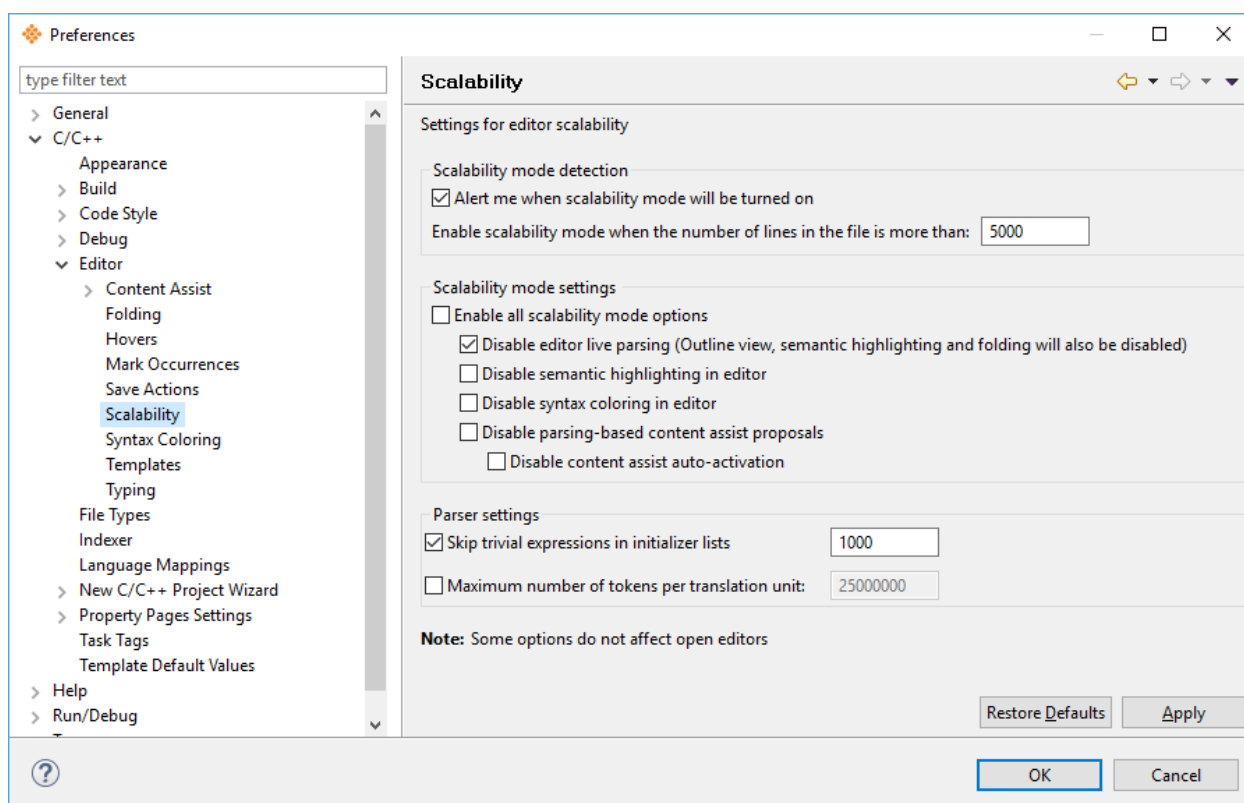 Preferences
type filter text
Scalability
General
C/C++
Appearance
Build
Code Style
Debug
Editor
Content Assist
Folding
Hovers
Mark Occurrences
Save Actions
Scalability
Syntax Coloring
Templates
Typing
File Types
Indexer
Language Mappings
New C/C++ Project Wizard
Property Pages Settings
Task Tags
Template Default Values
Help
Run/Debug
Settings for editor scalability
Scalability mode detection
Alert me when scalability mode will be turned on
Enable scalability mode when the number of lines in the file is more than: 5000
Scalability mode settings
Enable all scalability mode options
Disable editor live parsing (Outline view, semantic highlighting and folding will also be disabled)
Disable semantic highlighting in editor
Disable syntax coloring in editor
Disable parsing-based content assist proposals
Disable content assist auto-activation
Parser settings
Skip trivial expressions in initializer lists 1000
Maximum number of tokens per translation unit: 25000000
Note: Some options do not affect open editors
Restore Defaults Apply
? OK Cancel